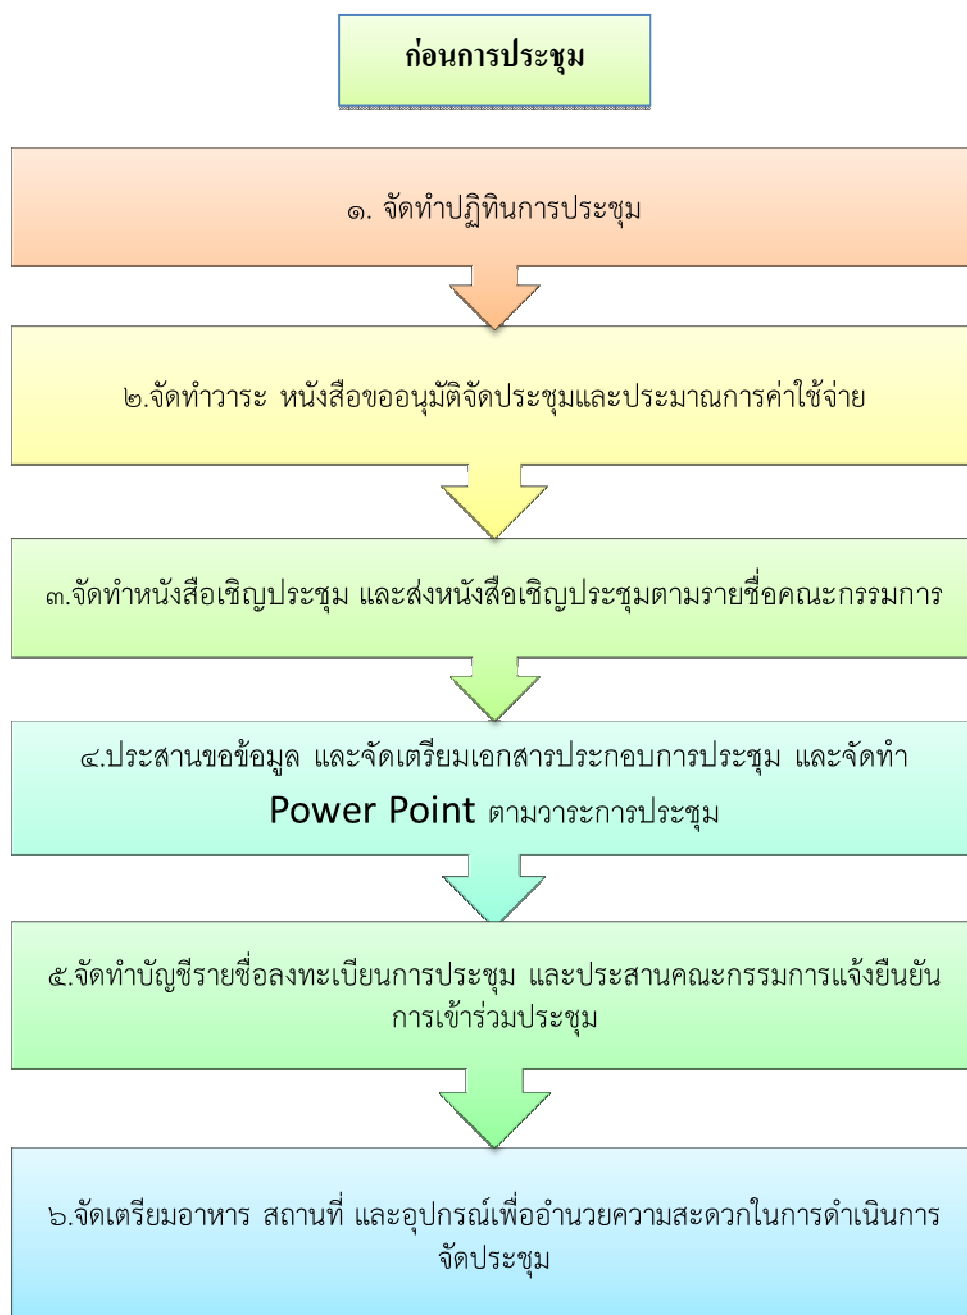 ก่อนการประชุม
๑. จัดทำปฏิทินการประชุม
๒.จัดทำวาระ หนังสือขออนุมัติจัดประชุมและประมาณการค่าใช้จ่าย
๓.จัดทำหนังสือเชิญประชุม และส่งหนังสือเชิญประชุมตามรายชื่อคณะกรรมการ
๔.ประสานขอข้อมูล และจัดเตรียมเอกสารประกอบการประชุม และจัดทำ
Power Point ตามวาระการประชุม
๕.จัดทำบัญชีรายชื่อลงทะเบียนการประชุม และประสานคณะกรรมการแจ้งยืนยัน
การเข้าร่วมประชุม
๖.จัดเตรียมอาหาร สถานที่ และอุปกรณ์เพื่ออำนวยความสะดวกในการดำเนินการ
จัดประชุม